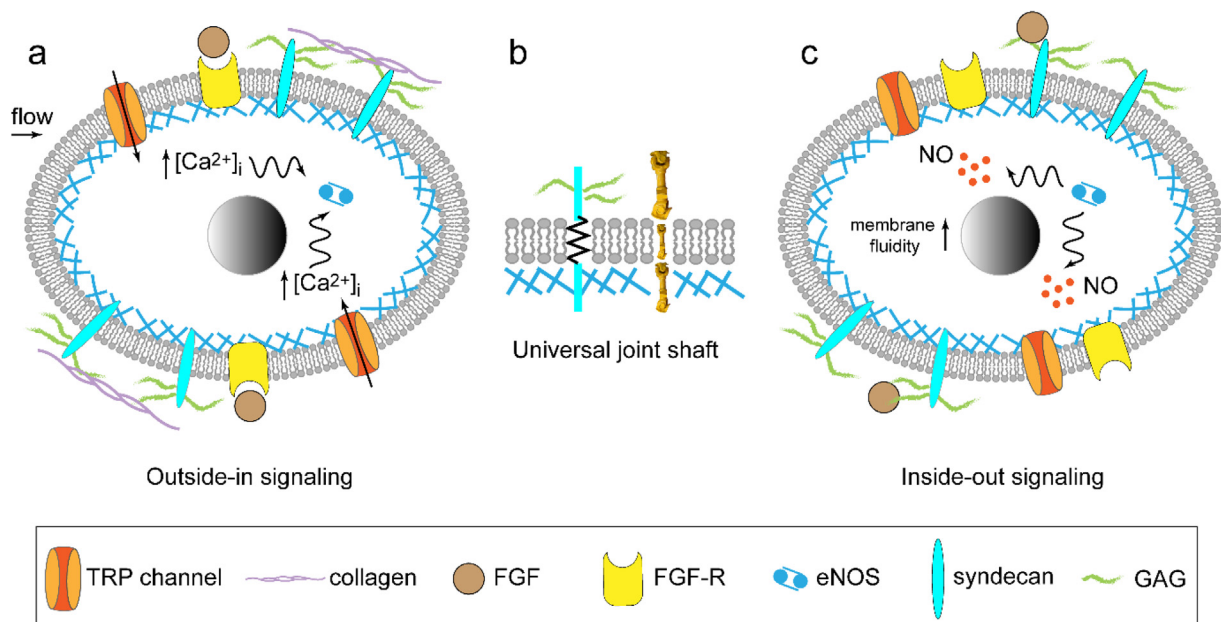 a
flow
[Ca²⁺]ᵢ
[Ca²⁺]ᵢ
Outside-in signaling
b
Universal joint shaft
c
NO
membrane
fluidity
NO
Inside-out signaling
TRP channel
collagen
FGF
FGF-R
eNOS
syndecan
GAG